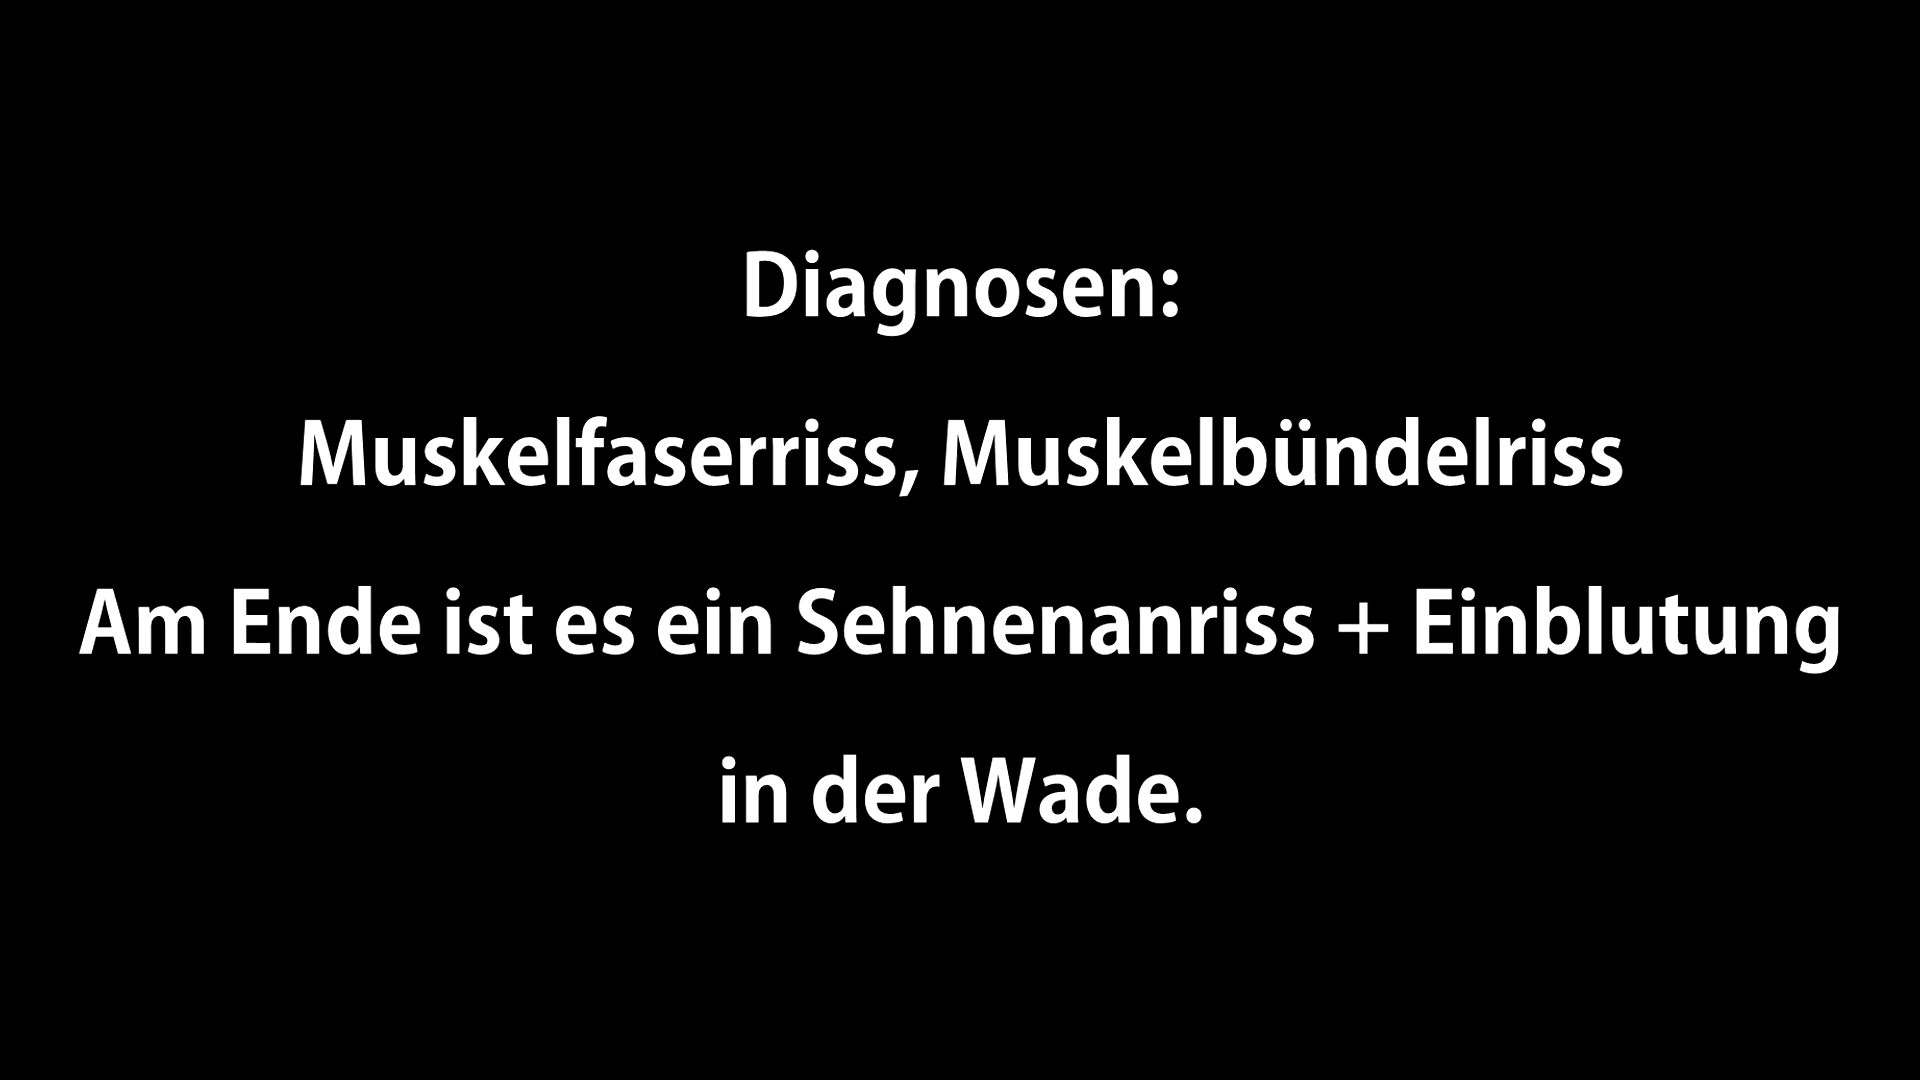 Diagnosen:
Muskelfaserriss, Muskelbündelriss
Am Ende ist es ein Sehnenanriss + Einblutung
in der Wade.